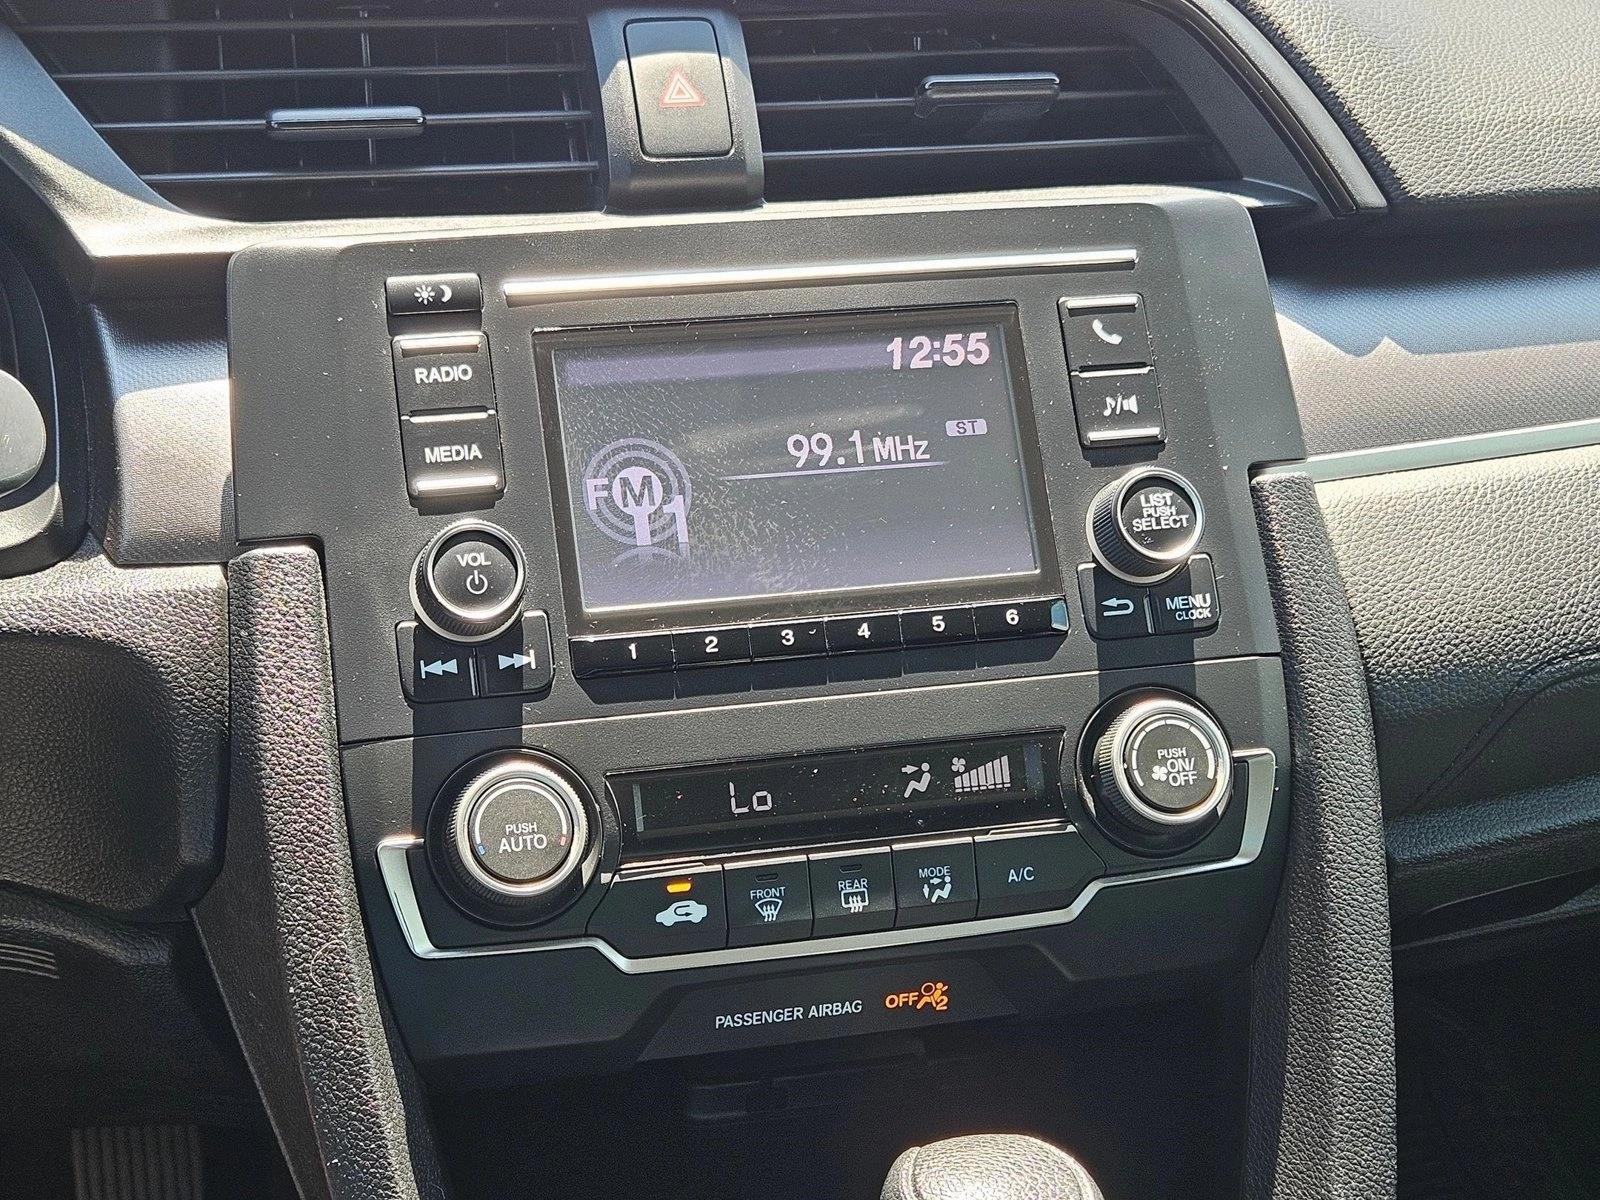 RADIO
MEDIA
12:55
99.1 MHz
ST
FM
1
LIST
PUSH
SELECT
VOL
MENU
CLOCK
1 2 3 4 5 6
PUSH
AUTO
Lo
PUSH
ON/
OFF
FRONT
REAR
MODE
A/C
PASSENGER AIRBAG
OFF
2